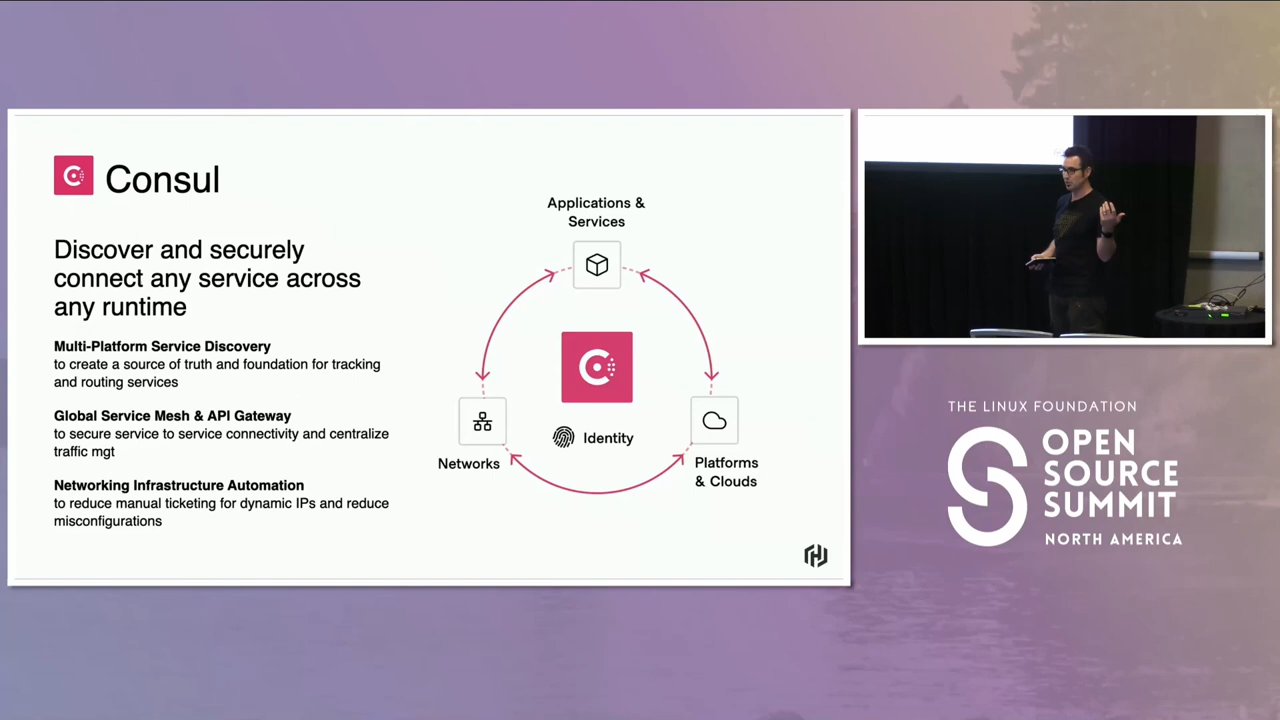 Consul
Discover and securely
connect any service across
any runtime
Multi-Platform Service Discovery
to create a source of truth and foundation for tracking
and routing services
Global Service Mesh & API Gateway
to secure service to service connectivity and centralize
traffic mgt
Networking Infrastructure Automation
to reduce manual ticketing for dynamic IPs and reduce
misconfigurations
Applications &
Services
Identity
Networks
Platforms
& Clouds
THE LINUX FOUNDATION
OPEN
SOURCE
SUMMIT
NORTH AMERICA